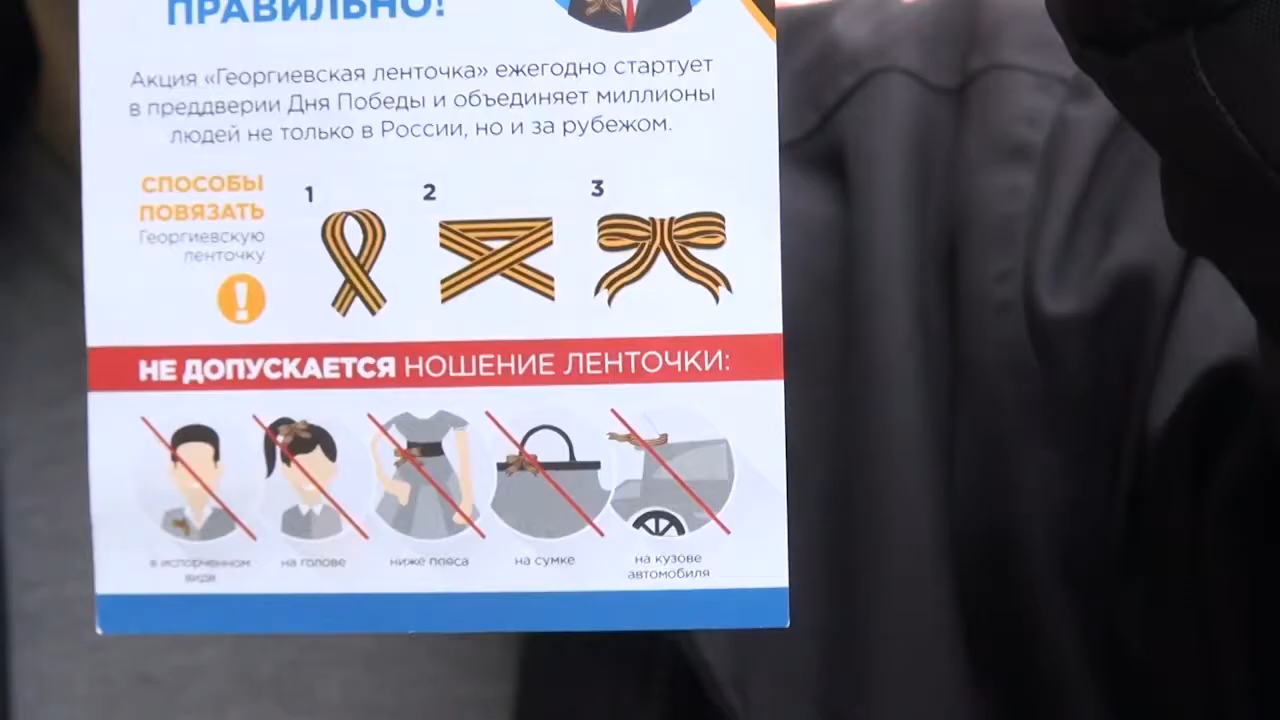 ПРАВИЛЬНО!
Акция «Георгиевская ленточка» ежегодно стартует
в преддверии Дня Победы и объединяет миллионы
людей не только в России, но и за рубежом.
СПОСОБЫ
ПОВЯЗАТЬ
Георгиевскую
ленточку
!
1
2
3
НЕ ДОПУСКАЕТСЯ НОШЕНИЕ ЛЕНТОЧКИ:
в испорченном
виде
на голове
ниже пояса
на сумке
на кузове
автомобиля